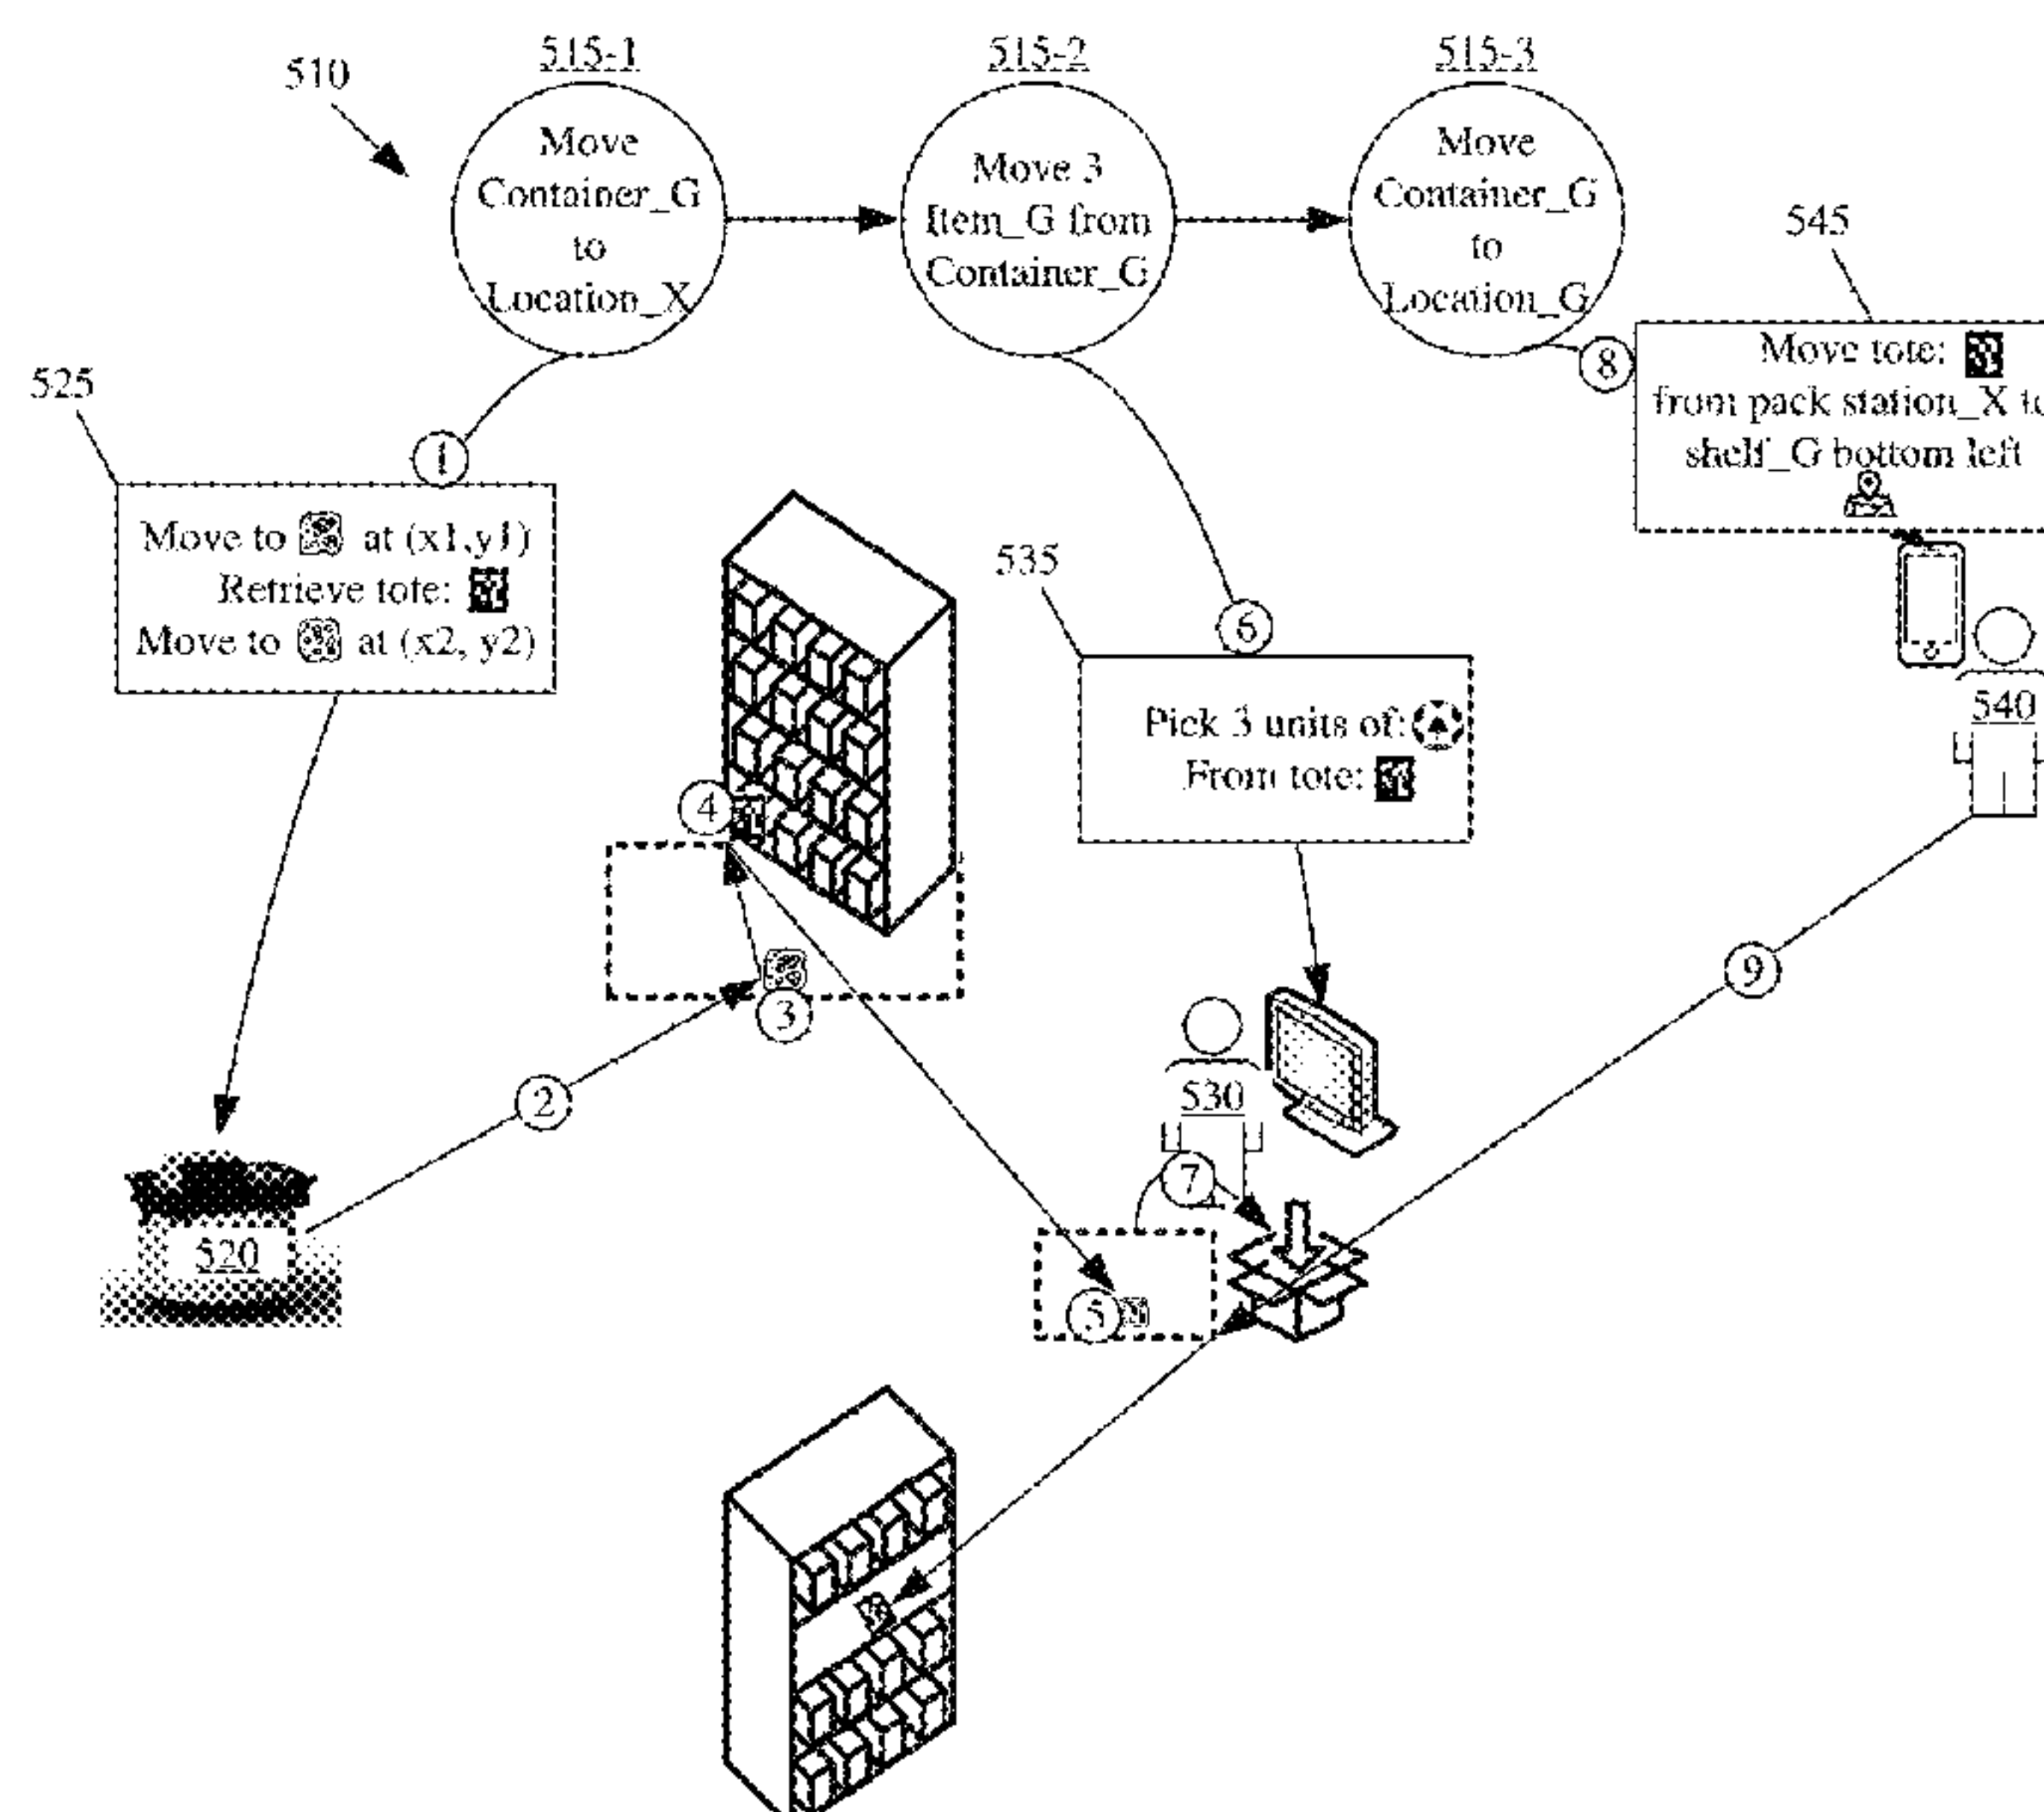 510
515-1
515-2
515-3
Move
Container_G
to
Location_X
Move 3
Item_G from
Container_G
Move
Container_G
to
Location_G
545
8
Move tote:
from pack station_X to
shelf_G bottom left
525
1
Move to at (x1,y1)
Retrieve tote:
Move to at (x2, y2)
535
6
Pick 3 units of:
From tote:
540
4
3
2
9
530
7
520
5